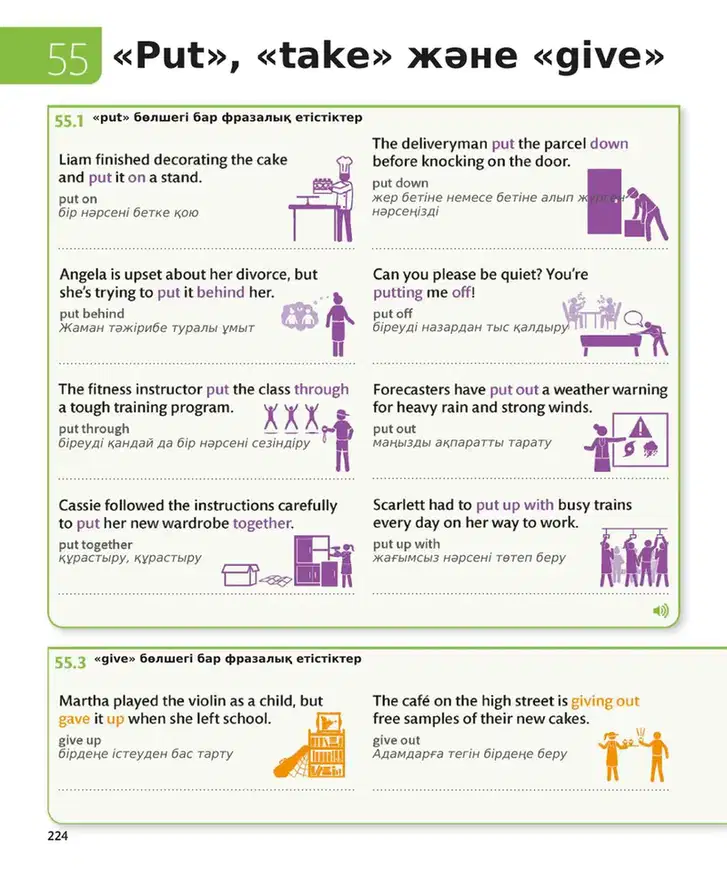 55
«Put», «take» және «give»
55.1 «put» бөлшегі бар фразалық етістіктер
Liam finished decorating the cake
and put it on a stand.
put on
бір нәрсені бетке қою
The deliveryman put the parcel down
before knocking on the door.
put down
жер бетіне немесе бетіне алып жүрген
нәрсеңізді
Angela is upset about her divorce, but
she's trying to put it behind her.
put behind
Жаман тәжірибе туралы ұмыт
Can you please be quiet? You're
putting me off!
put off
біреуді назардан тыс қалдыру
The fitness instructor put the class through
a tough training program.
put through
біреуді қандай да бір нәрсені сезіндіру
Forecasters have put out a weather warning
for heavy rain and strong winds.
put out
маңызды ақпаратты тарату
Cassie followed the instructions carefully
to put her new wardrobe together.
put together
құрастыру, құрастыру
Scarlett had to put up with busy trains
every day on her way to work.
put up with
жағымсыз нәрсені төтеп беру
55.3 «give» бөлшегі бар фразалық етістіктер
Martha played the violin as a child, but
gave it up when she left school.
give up
бірдеңе істеуден бас тарту
The café on the high street is giving out
free samples of their new cakes.
give out
Адамдарға тегін бірдеңе беру
224